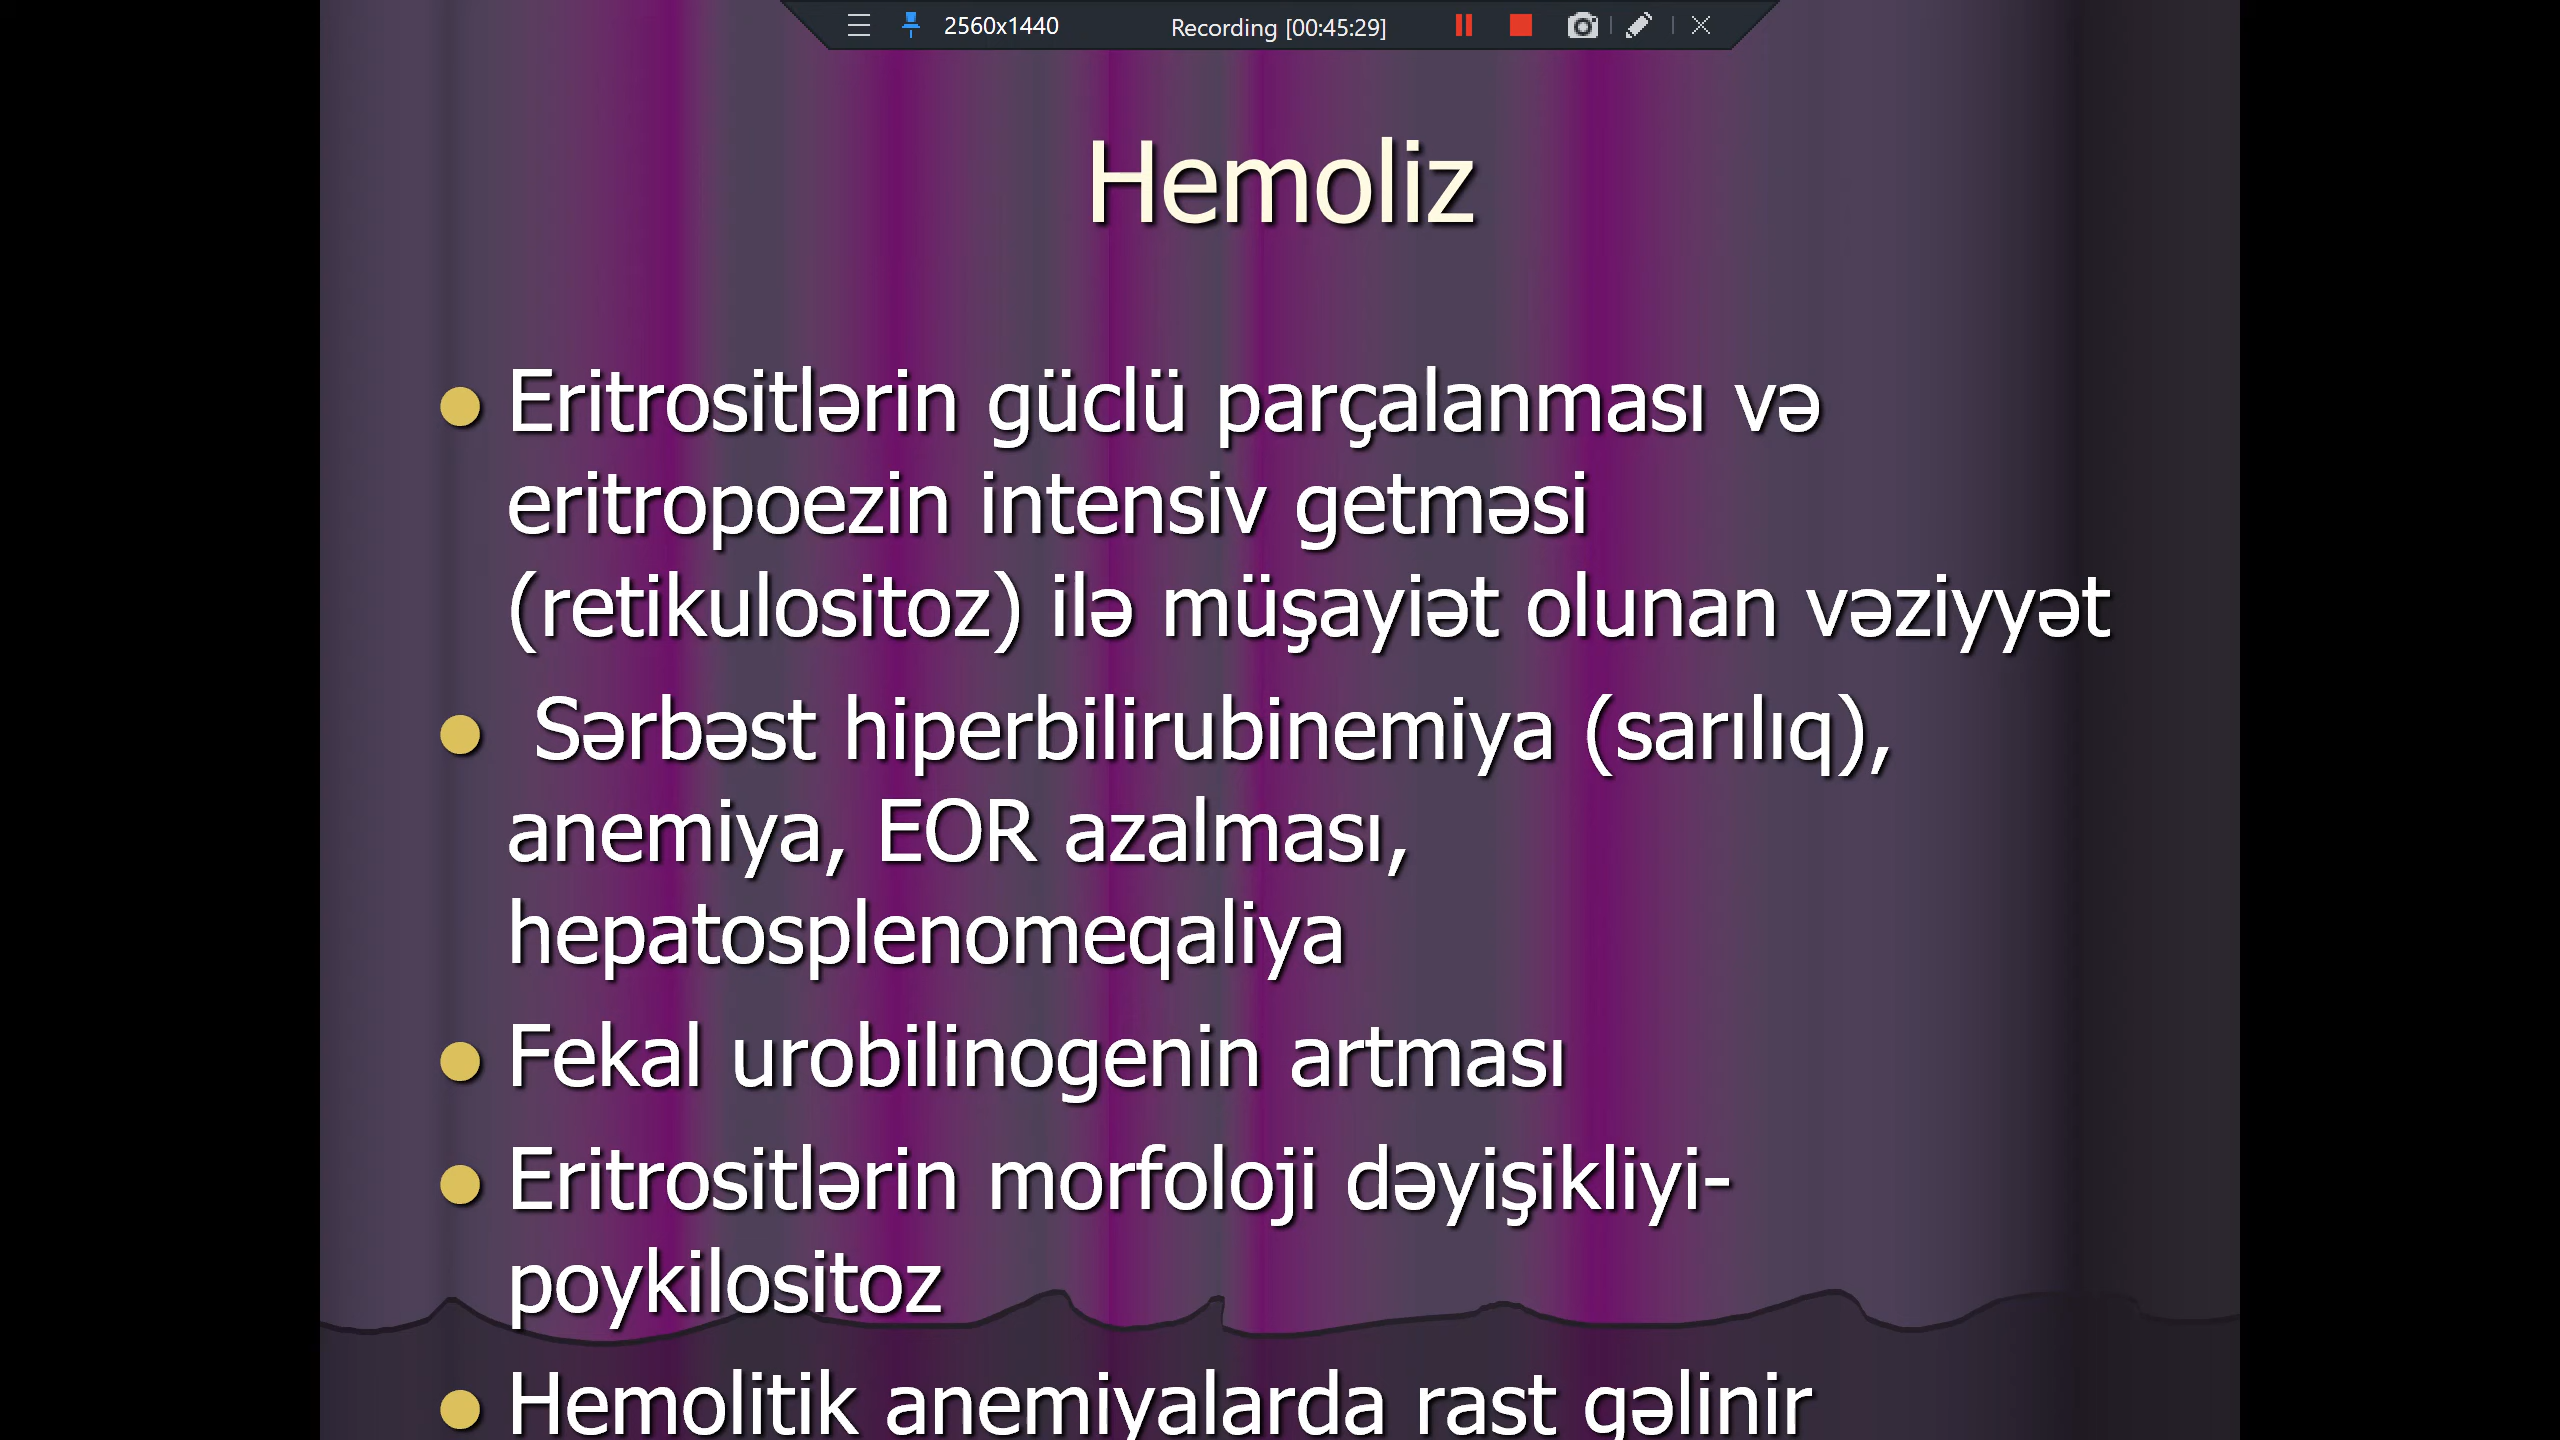 2560x1440 Recording [00:45:29]
Hemoliz
Eritrositlərin güclü parçalanması və
eritropoezin intensiv getməsi
(retikulositoz) ilə müşayiət olunan vəziyyət
Sərbəst hiperbilirubinemiya (sarılıq),
anemiya, EOR azalması,
hepatosplenomeqaliya
Fekal urobilinogenin artması
Eritrositlərin morfoloji dəyişikliyi-
poykilositoz
Hemolitik anemiyalarda rast gəlinir